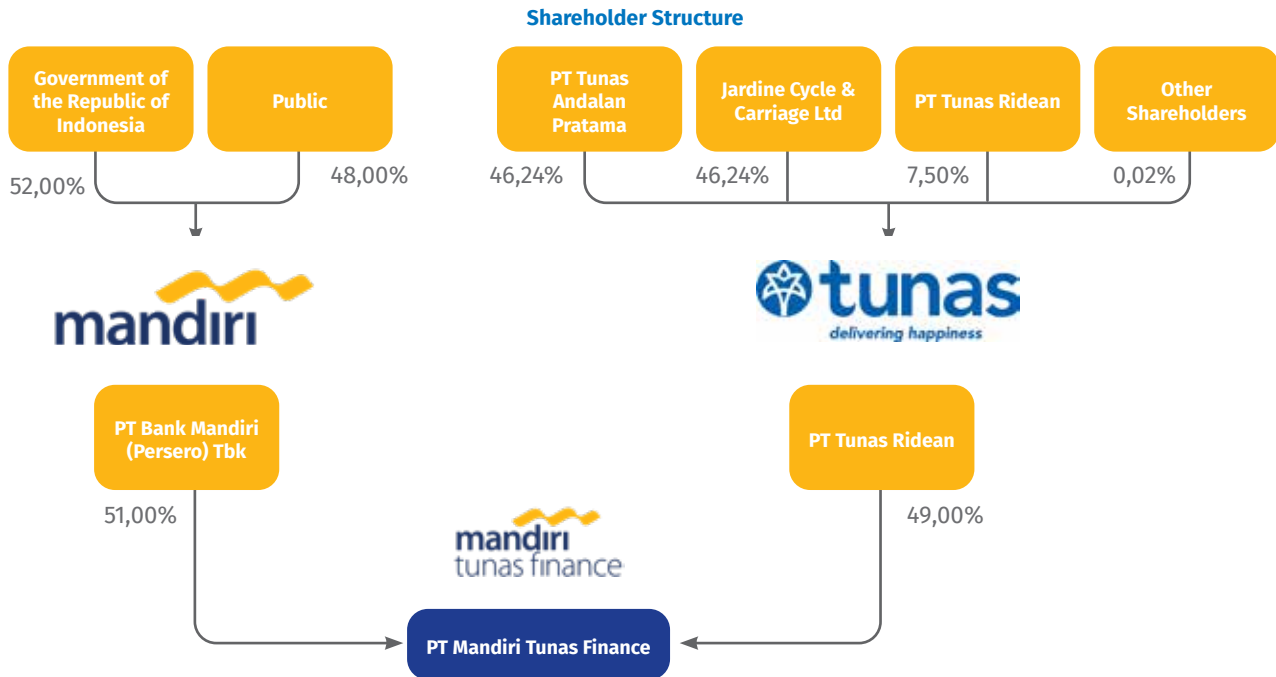 Shareholder Structure
Government of
the Republic of
Indonesia
Public
PT Tunas
Andalan
Pratama
Jardine Cycle &
Carriage Ltd
PT Tunas Ridean
Other
Shareholders
52,00%
48,00%
46,24%
46,24%
7,50%
0,02%
mandırı
tunas
delivering happiness
PT Bank Mandiri
(Persero) Tbk
PT Tunas Ridean
51,00%
49,00%
mandırı
tunas finance
PT Mandiri Tunas Finance